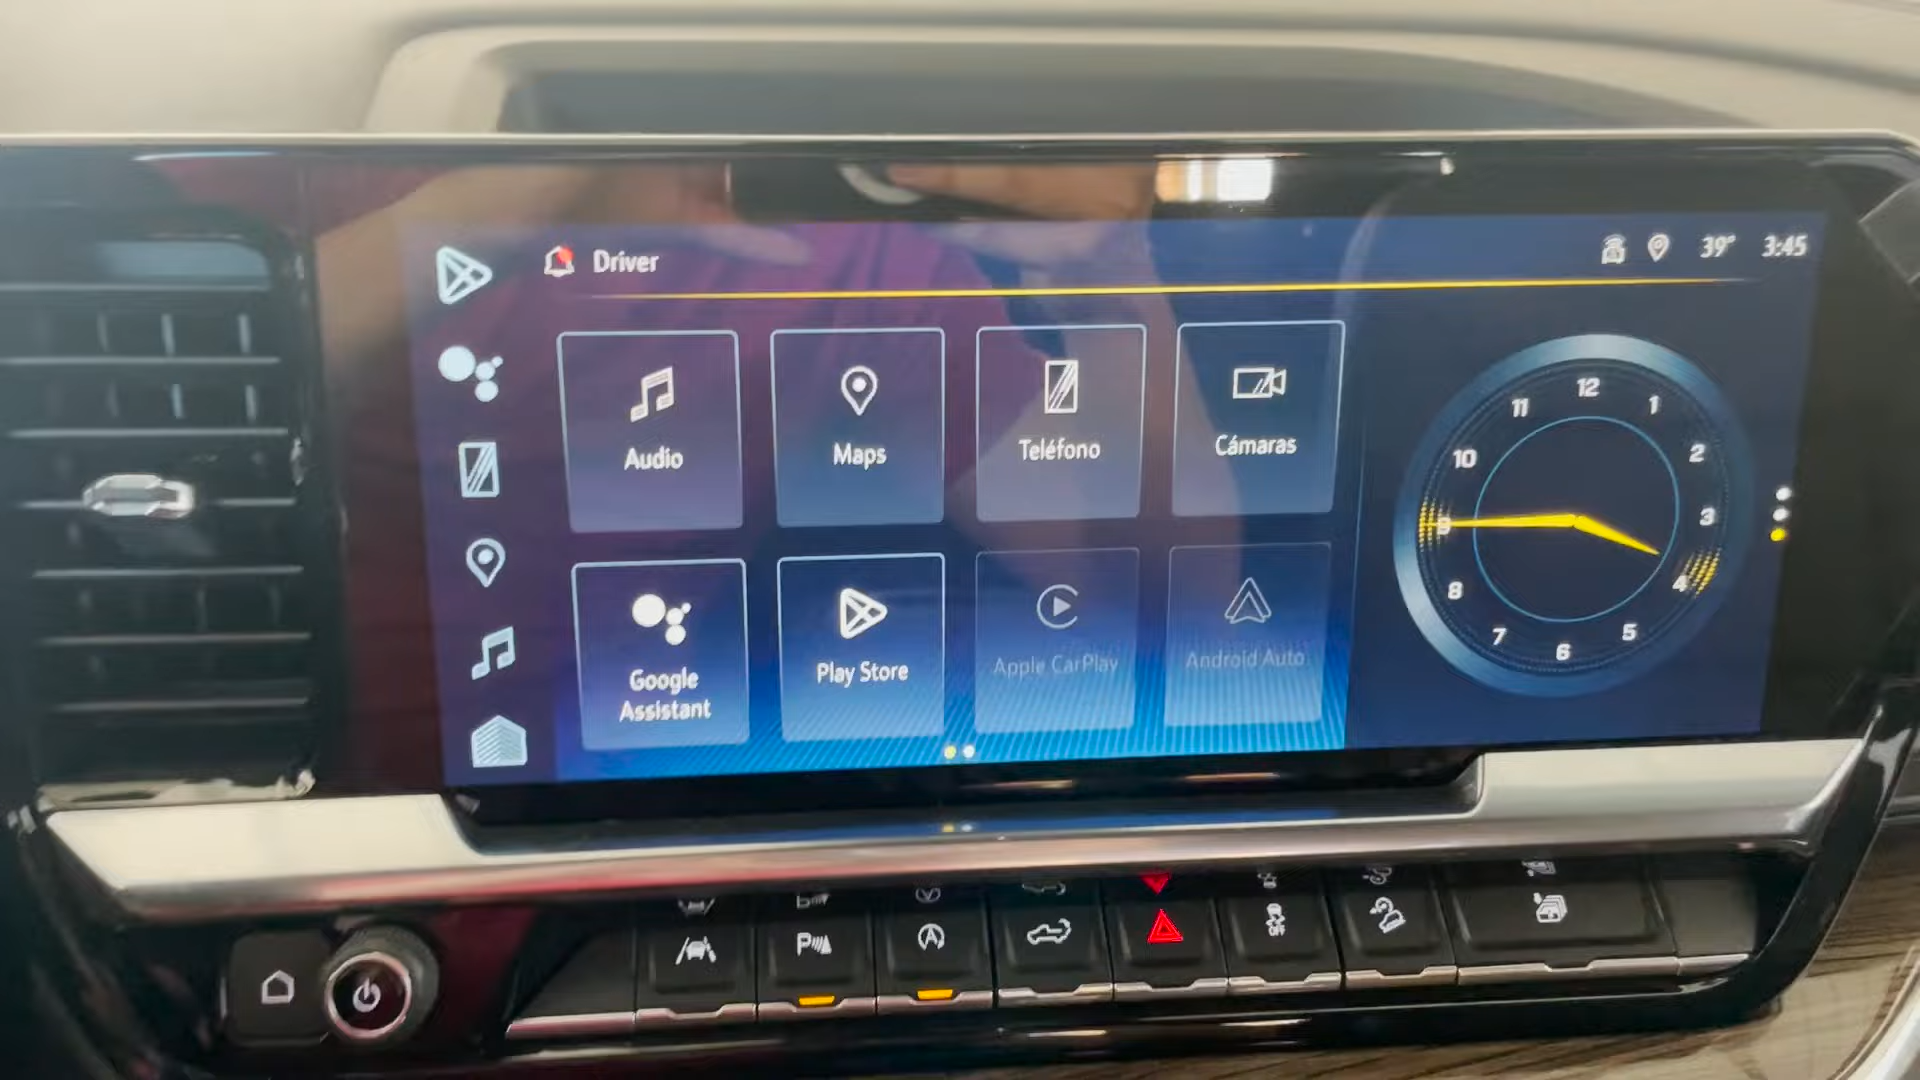 Driver
39° 3:45
Audio
Maps
Teléfono
Cámaras
Google
Assistant
Play Store
Apple CarPlay
Android Auto
12
1
2
3
4
5
6
7
8
9
10
11
P
A
OFF